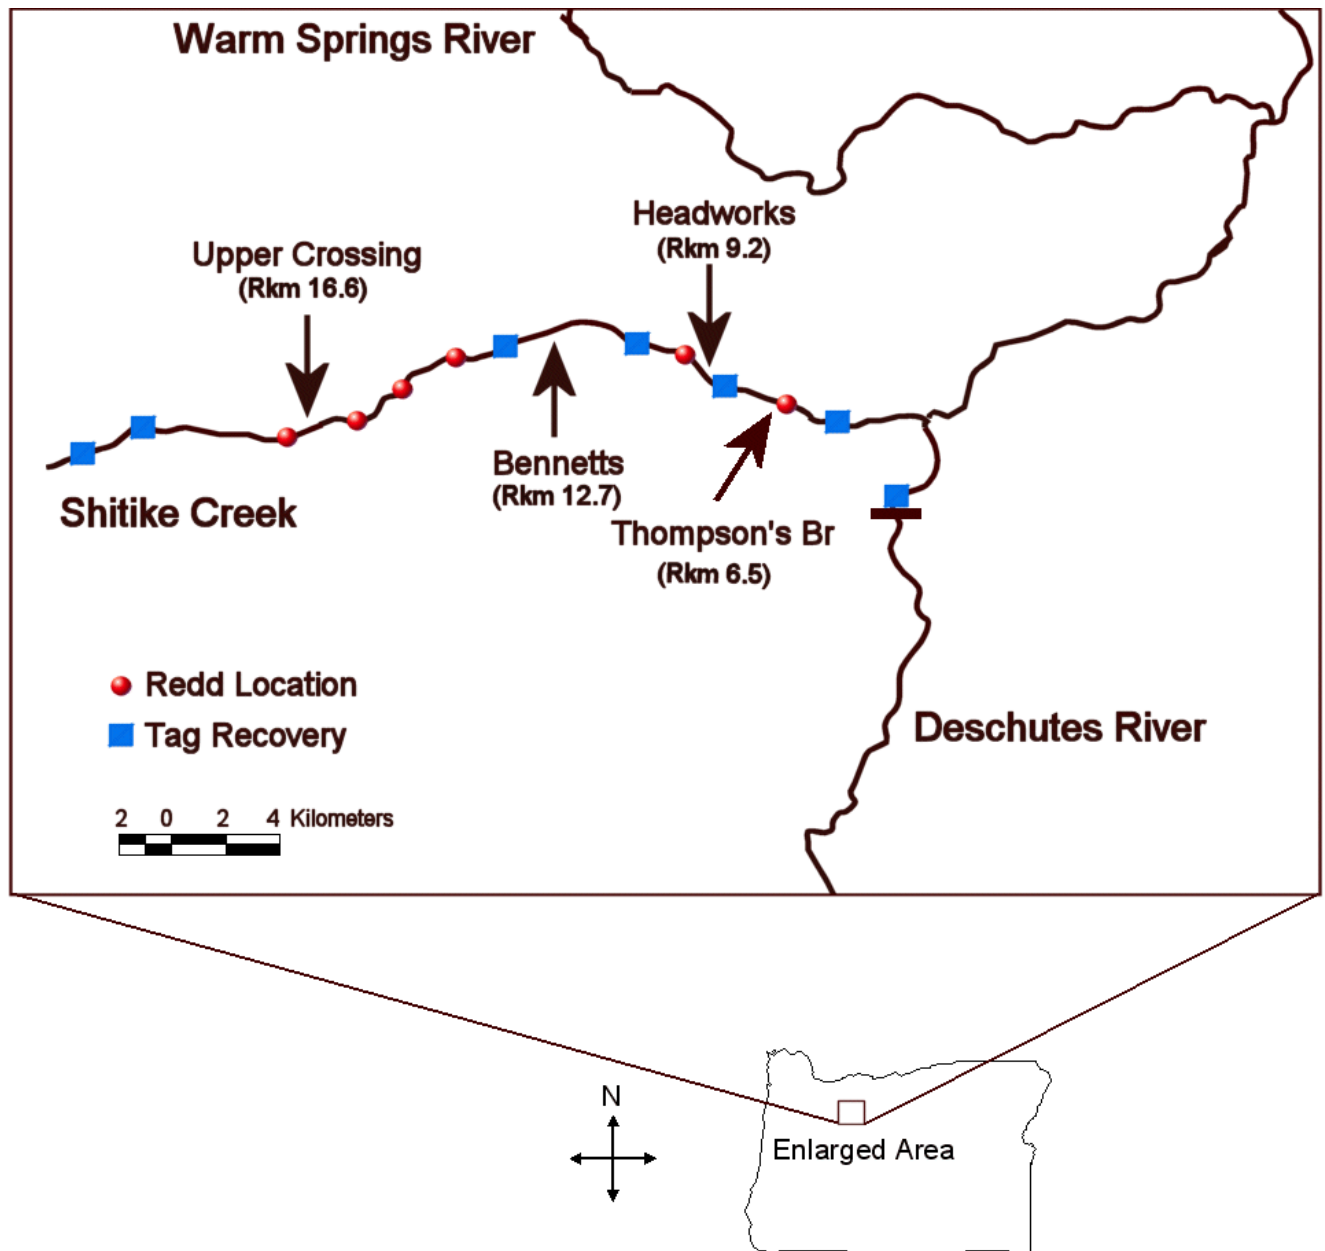 Warm Springs River
Headworks
(Rkm 9.2)
Upper Crossing
(Rkm 16.6)
Bennetts
(Rkm 12.7)
Shitike Creek
Thompson's Br
(Rkm 6.5)
Redd Location
Tag Recovery
Deschutes River
2 0 2 4 Kilometers
N
Enlarged Area